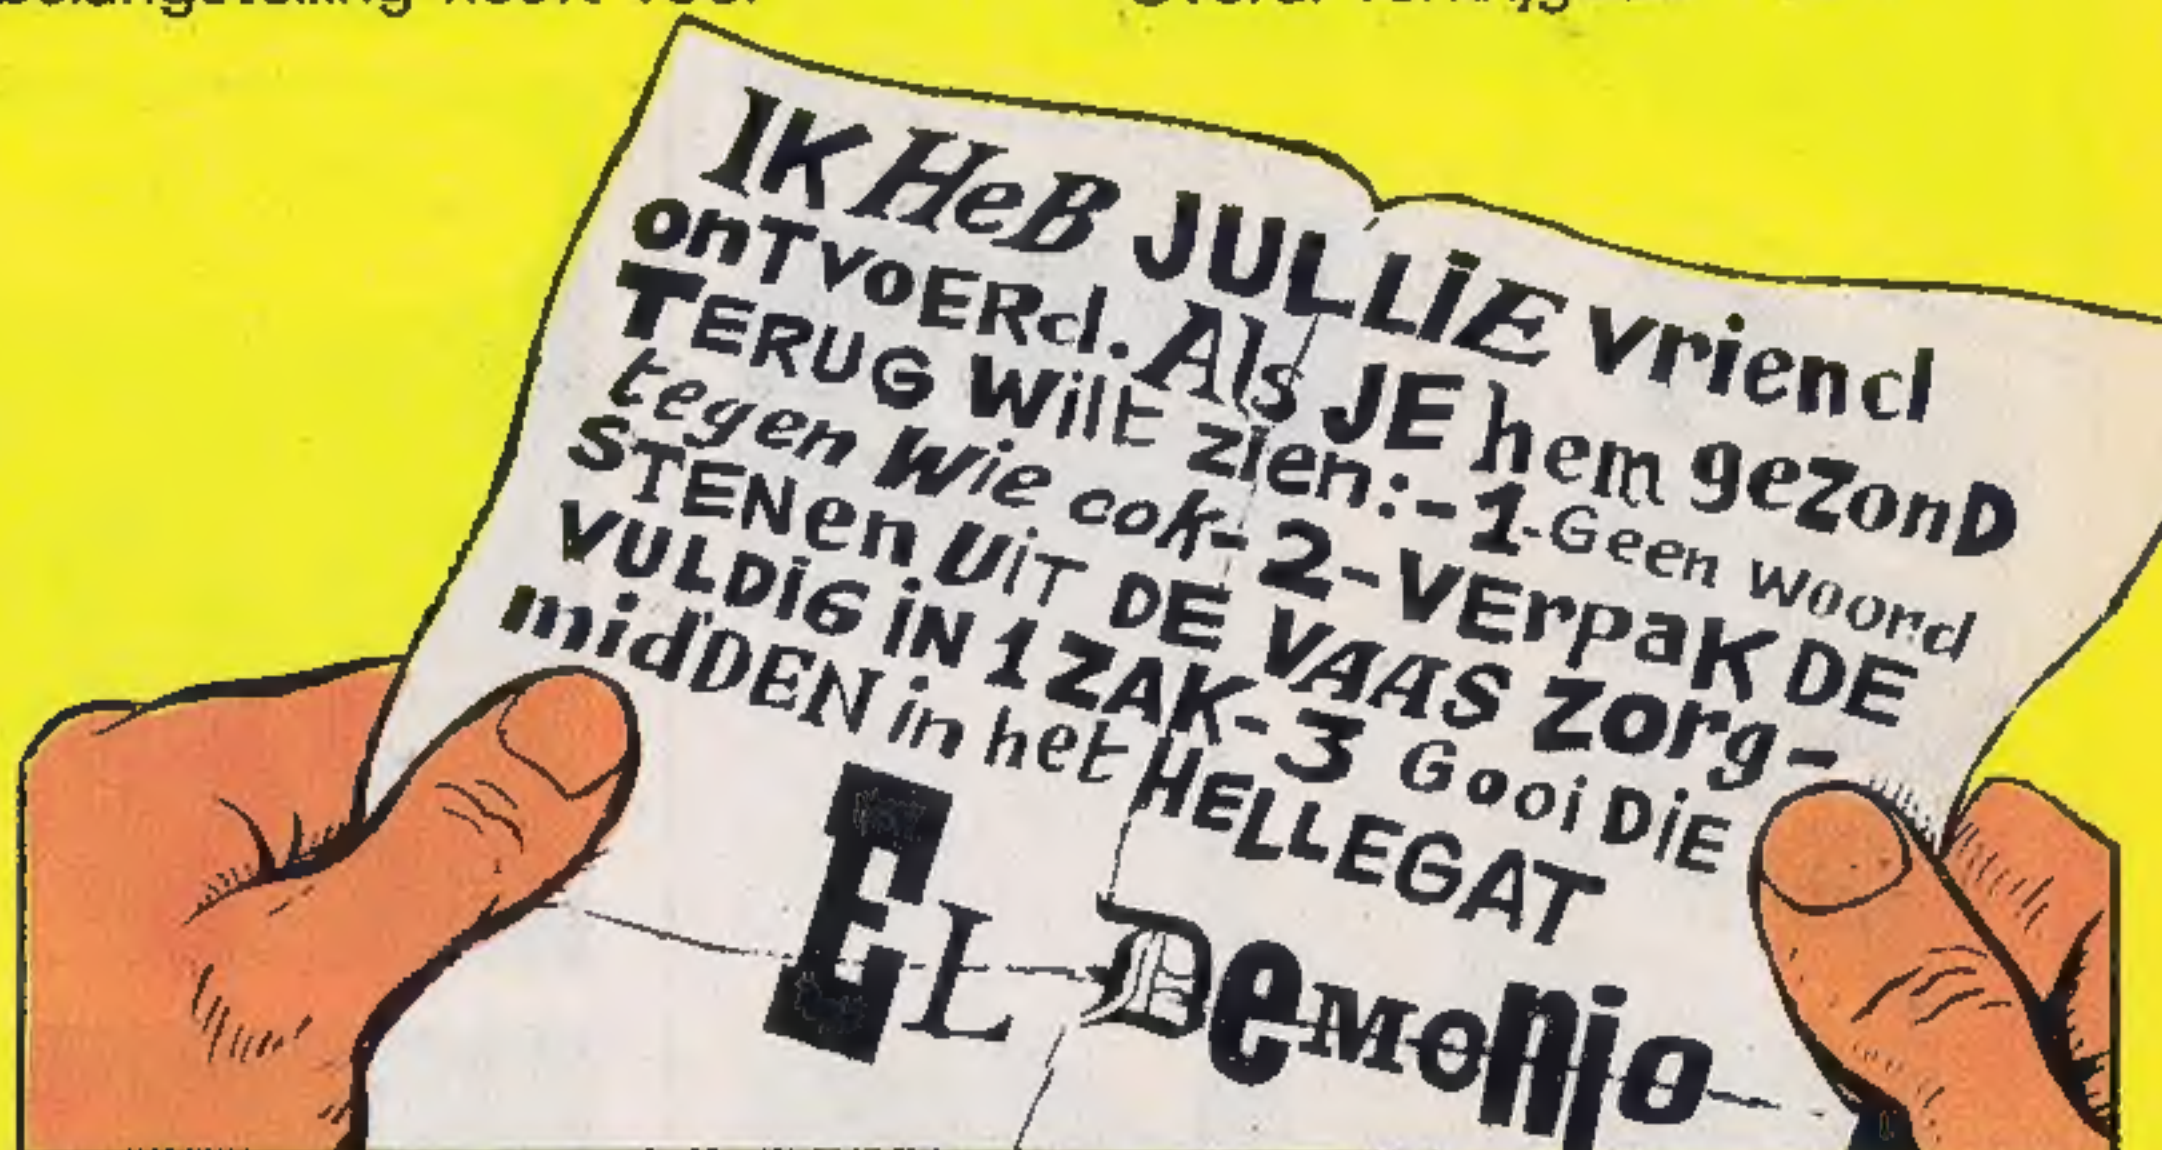 IK HeB JULLIE vriend
onTvoERd. Als JE hem geZonD
TERUG Wilt zien:-1-Geen woord
tegen Wie ook-2-VErpaK DE
STENen UiT DE VAAS Zorg-
VULDiG iN 1 ZAK-3 Gooi DiE
midDEN in het HELLEGAT
EL DemoniO